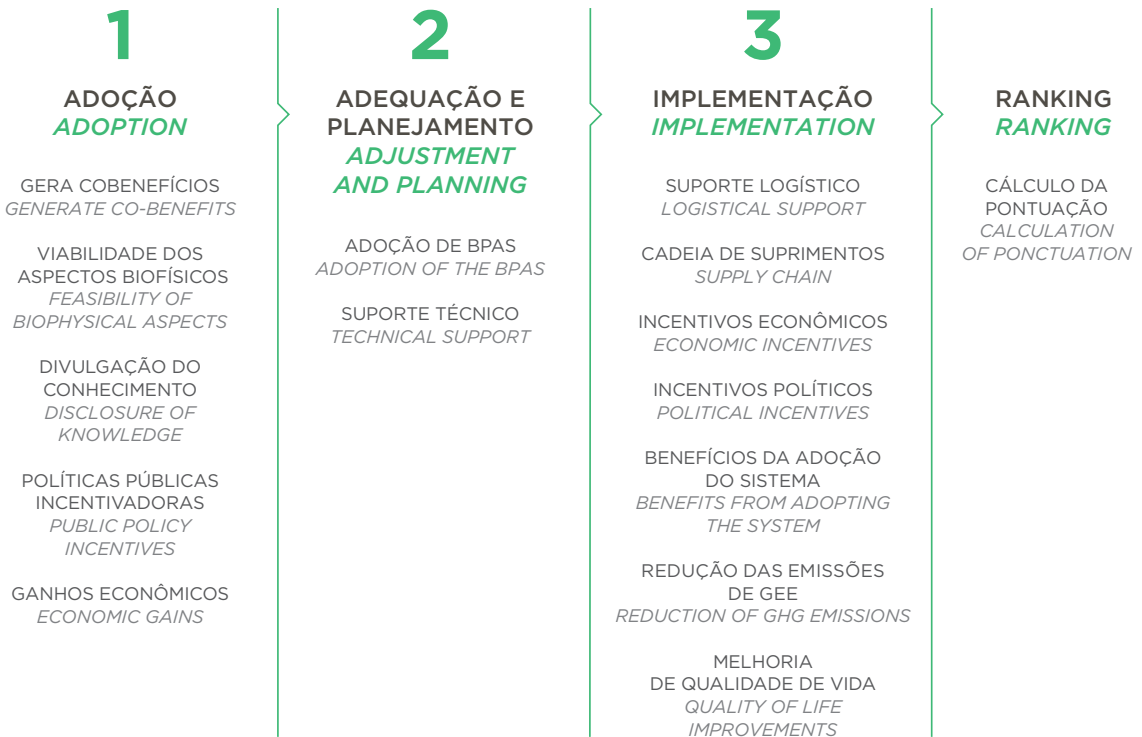 1
ADOÇÃO
ADOPTION
GERA COBENEFÍCIOS
GENERATE CO-BENEFITS
VIABILIDADE DOS
ASPECTOS BIOFÍSICOS
FEASIBILITY OF
BIOPHYSICAL ASPECTS
DIVULGAÇÃO DO
CONHECIMENTO
DISCLOSURE OF
KNOWLEDGE
POLÍTICAS PÚBLICAS
INCENTIVADORAS
PUBLIC POLICY
INCENTIVES
GANHOS ECONÔMICOS
ECONOMIC GAINS
2
ADEQUAÇÃO E
PLANEJAMENTO
ADJUSTMENT
AND PLANNING
ADOÇÃO DE BPAS
ADOPTION OF THE BPAS
SUPORTE TÉCNICO
TECHNICAL SUPPORT
3
IMPLEMENTAÇÃO
IMPLEMENTATION
SUPORTE LOGÍSTICO
LOGISTICAL SUPPORT
CADEIA DE SUPRIMENTOS
SUPPLY CHAIN
INCENTIVOS ECONÔMICOS
ECONOMIC INCENTIVES
INCENTIVOS POLÍTICOS
POLITICAL INCENTIVES
BENEFÍCIOS DA ADOÇÃO
DO SISTEMA
BENEFITS FROM ADOPTING
THE SYSTEM
REDUÇÃO DAS EMISSÕES
DE GEE
REDUCTION OF GHG EMISSIONS
MELHORIA
DE QUALIDADE DE VIDA
QUALITY OF LIFE
IMPROVEMENTS
RANKING
RANKING
CÁLCULO DA
PONTUAÇÃO
CALCULATION
OF PONCTUATION